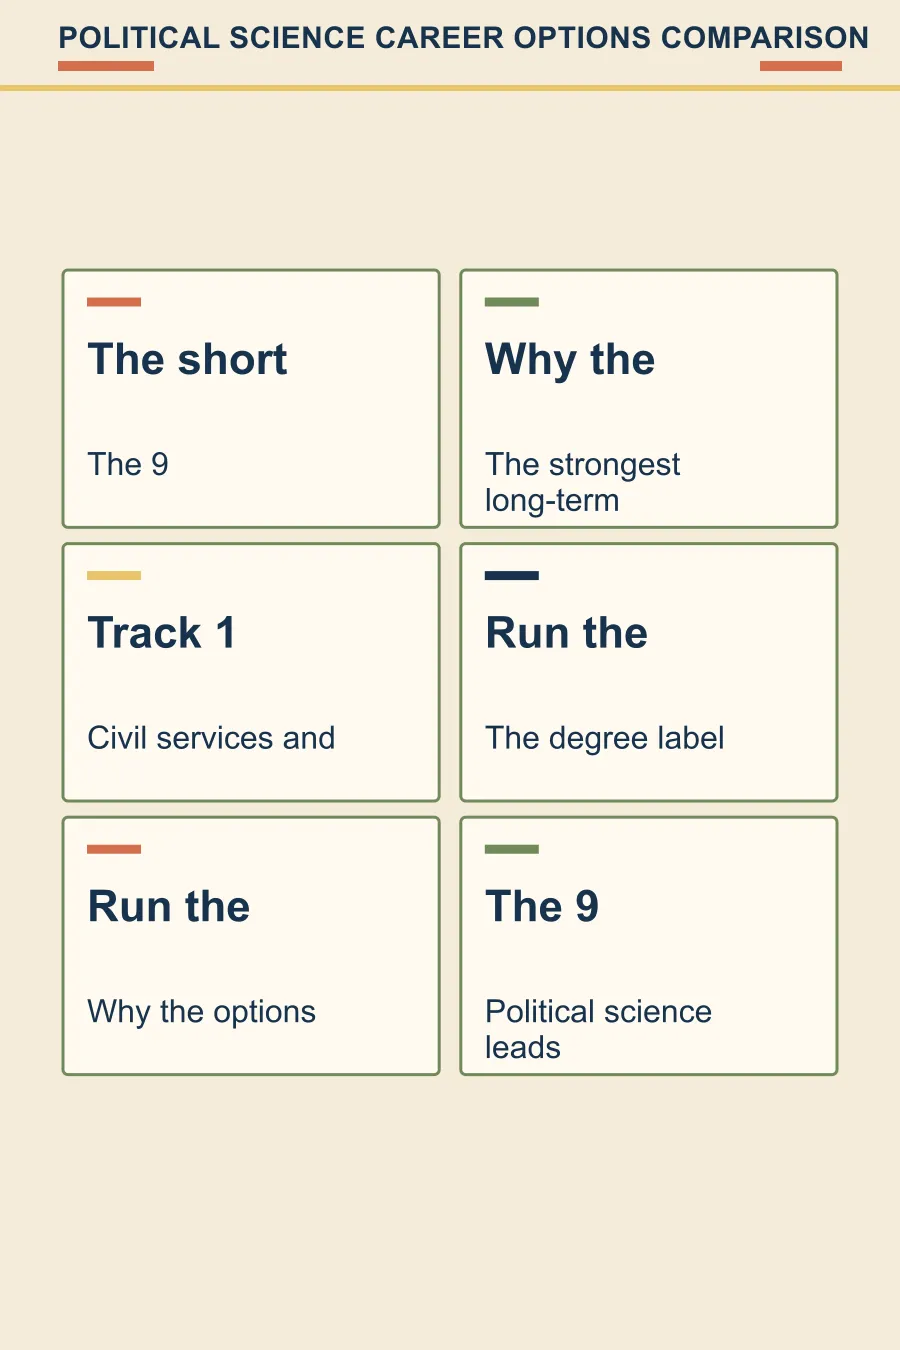 POLITICAL SCIENCE CAREER OPTIONS COMPARISON
The short
The 9
Why the
The strongest
long-term
Track 1
Civil services and
Run the
The degree label
Run the
Why the options
The 9
Political science
leads